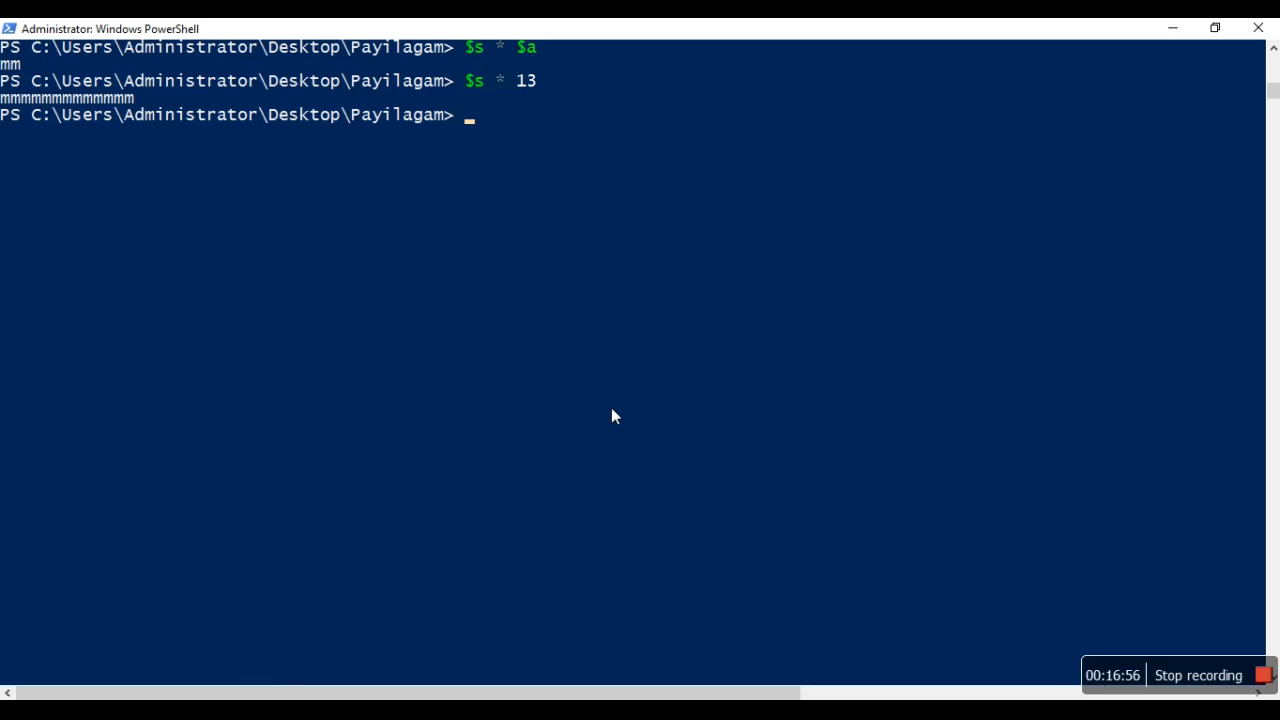 Administrator: Windows PowerShell
PS C:\Users\Administrator\Desktop\Payilagam> $s * $a
mm
PS C:\Users\Administrator\Desktop\Payilagam> $s * 13
mmmmmmmmmmmmm
PS C:\Users\Administrator\Desktop\Payilagam>
00:16:56 Stop recording